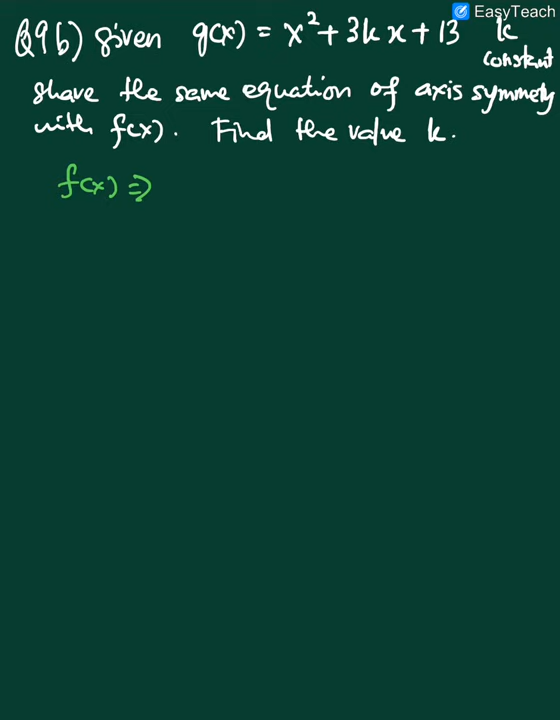 EasyTeach
Q9b) given g(x) = x² + 3kx + 13 k
constant
share the same equation of axis symmetry
with f(x). Find the value k.
f(x) ⇒